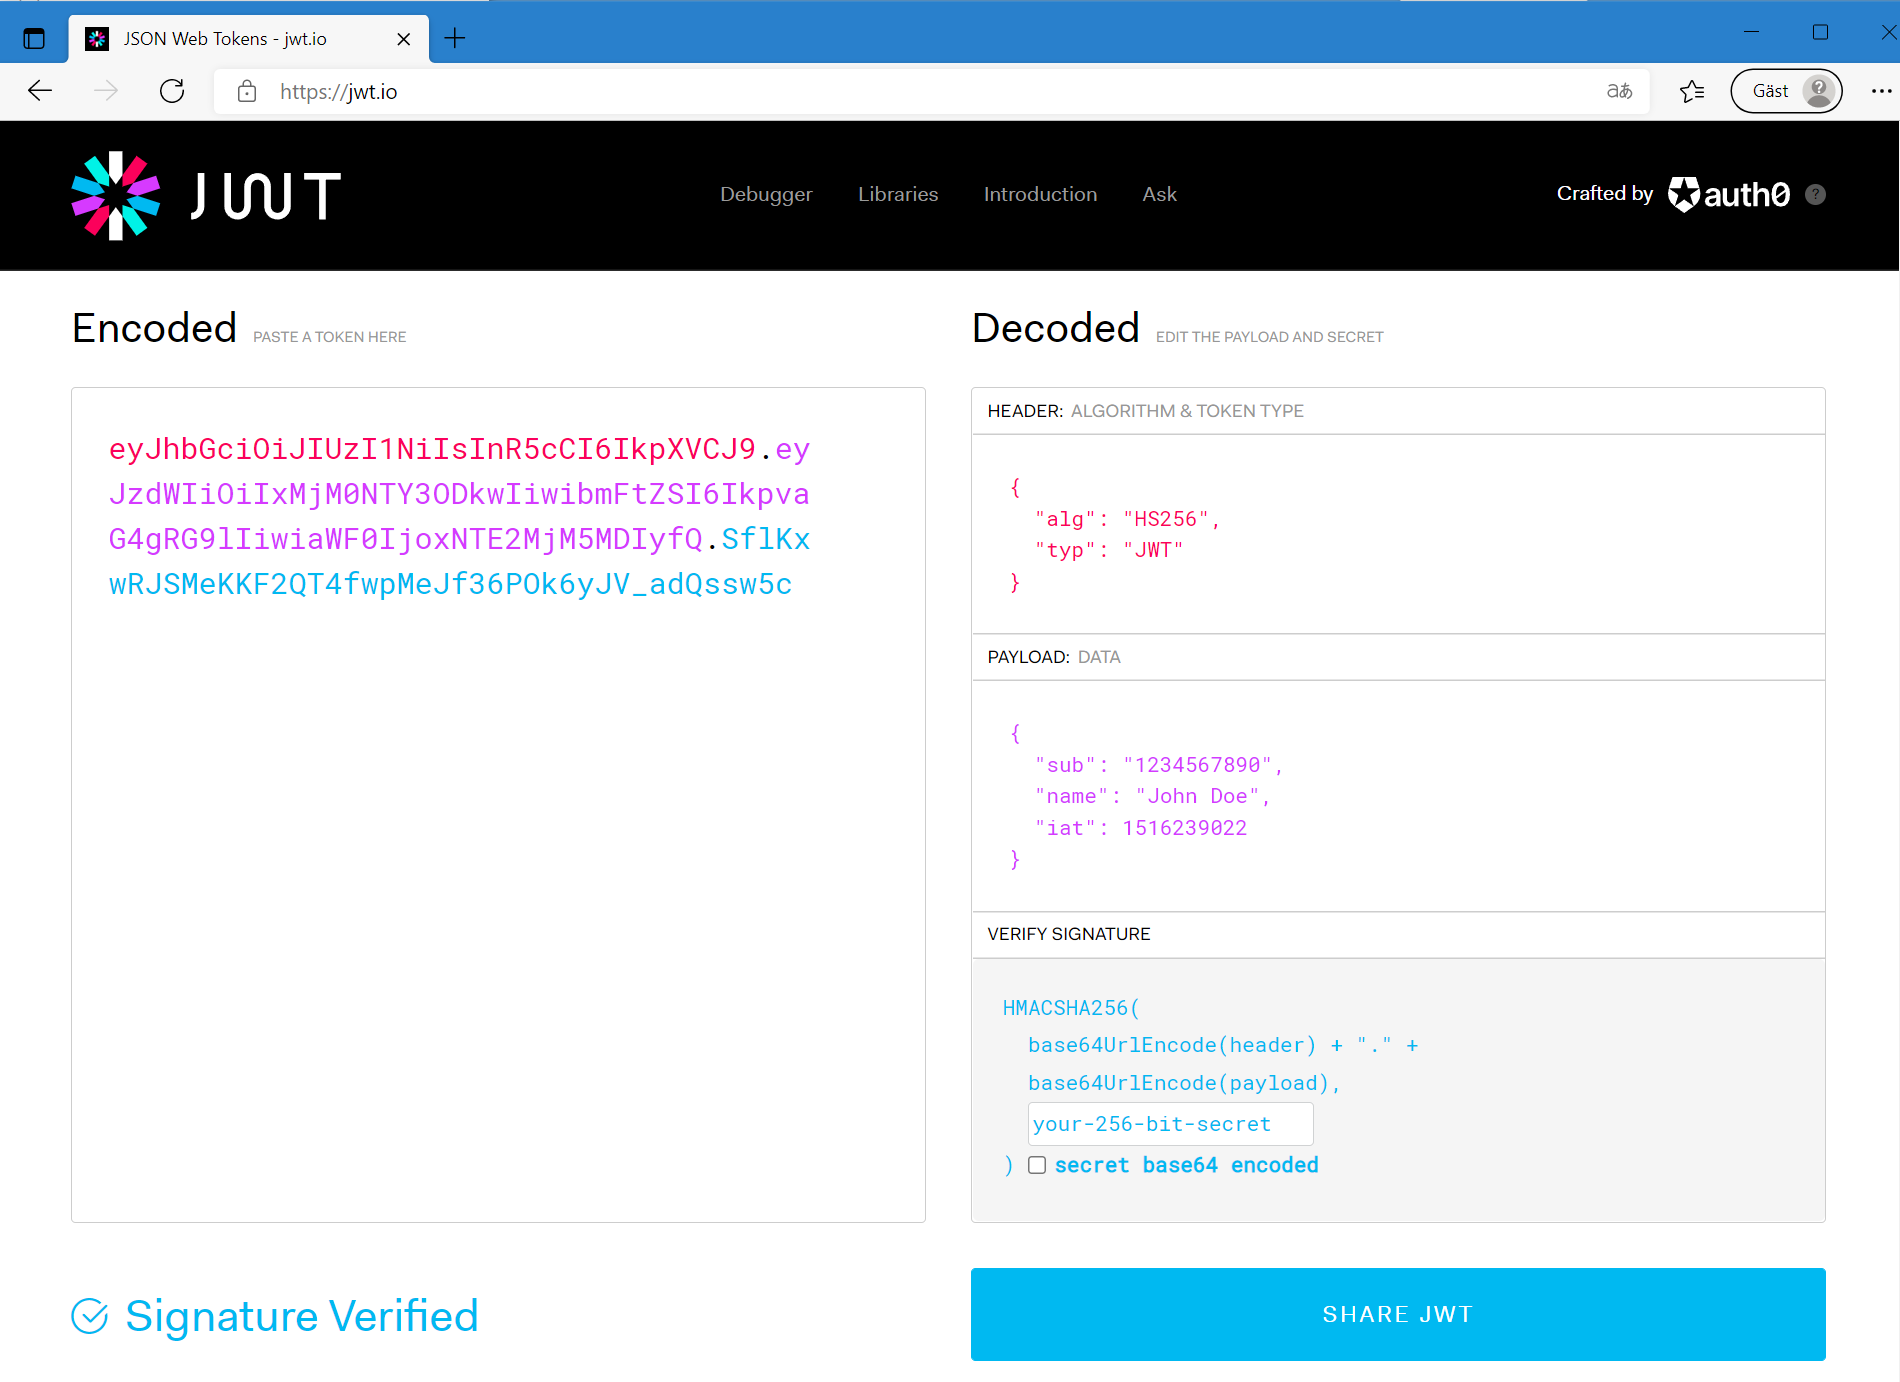 JSON Web Tokens - jwt.io
https://jwt.io
aあ
Gäst
JWT
Debugger
Libraries
Introduction
Ask
Crafted by auth0 ?
Encoded PASTE A TOKEN HERE
eyJhbGciOiJIUzI1NiIsInR5cCI6IkpXVCJ9.ey
JzdWIiOiIxMjM0NTY3ODkwIiwibmFtZSI6Ikpva
G4gRG9lIiwiaWF0IjoxNTE2MjM5MDIyfQ.SflKx
wRJSMeKKF2QT4fwpMeJf36POk6yJV_adQssw5c
Signature Verified
Decoded EDIT THE PAYLOAD AND SECRET
HEADER: ALGORITHM & TOKEN TYPE
{
"alg": "HS256",
"typ": "JWT"
}
PAYLOAD: DATA
{
"sub": "1234567890",
"name": "John Doe",
"iat": 1516239022
}
VERIFY SIGNATURE
HMACSHA256(
base64UrlEncode(header) + "." +
base64UrlEncode(payload),
your-256-bit-secret
) secret base64 encoded
SHARE JWT